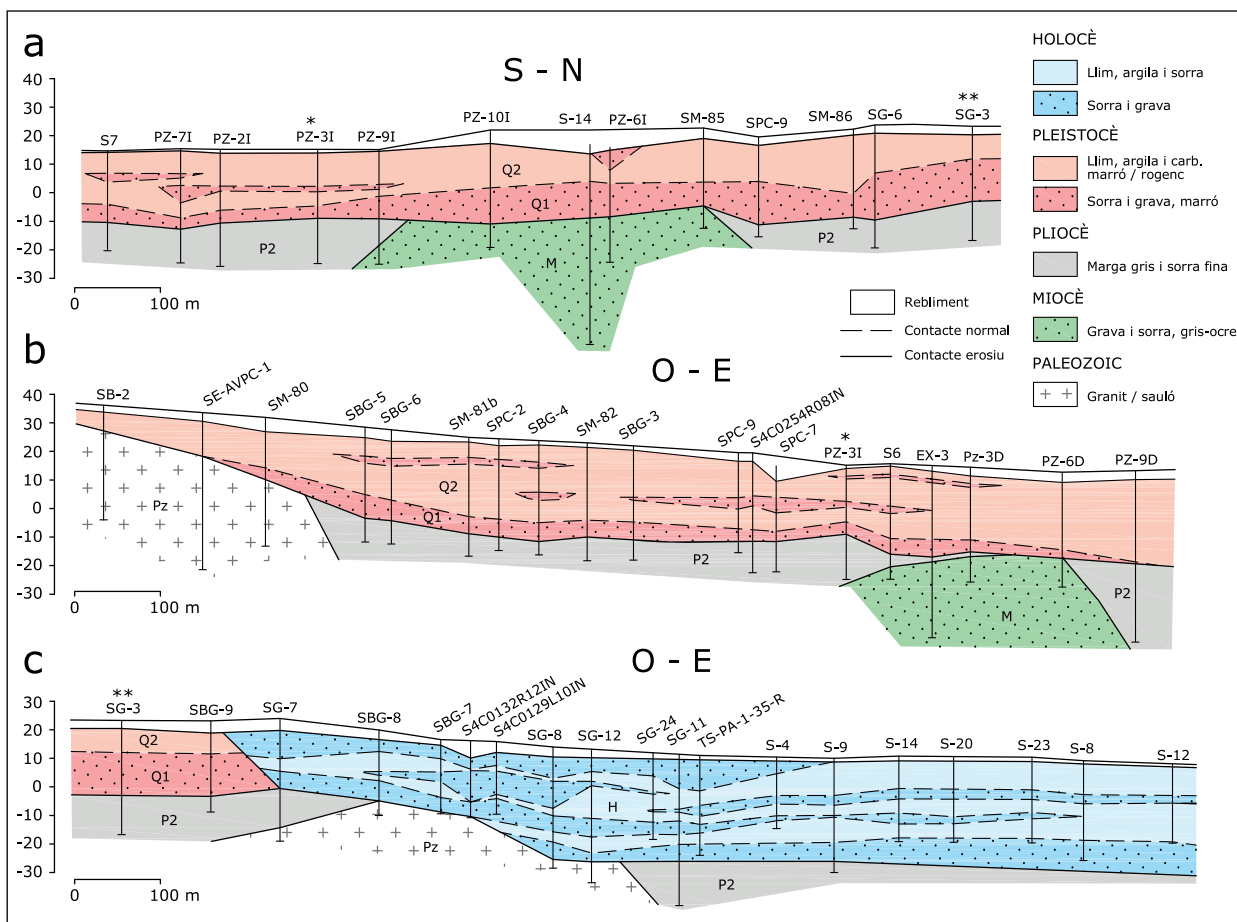 a
S - N
40
30
20
10
0
-10
-20
-30
S7
PZ-7I
PZ-2I
*
PZ-3I
PZ-9I
PZ-10I
S-14
PZ-6I
SM-85
SPC-9
SM-86
SG-6
**
SG-3
Q2
Q1
P2
M
P2
0 100 m
HOLOCÈ
Llim, argila i sorra
Sorra i grava
PLEISTOCÈ
Llim, argila i carb.
marró / rogenc
Sorra i grava, marró
PLIOCÈ
Marga gris i sorra fina
MIOCÈ
Grava i sorra, gris-ocre
PALEOZOIC
Granit / sauló
Rebliment
Contacte normal
Contacte erosiu
b
O - E
40
30
20
10
0
-10
-20
-30
SB-2
SE-AVPC-1
SM-80
SBG-5
SBG-6
SM-81b
SPC-2
SBG-4
SM-82
SBG-3
SPC-9
S4C0254R08IN
SPC-7
*
PZ-3I
S6
EX-3
Pz-3D
PZ-6D
PZ-9D
Pz
Q2
Q1
P2
M
P2
0 100 m
c
O - E
30
20
10
0
-10
-20
-30
**
SG-3
SBG-9
SG-7
SBG-8
SBG-7
S4C0132R12IN
S4C0129L10IN
SG-8
SG-12
SG-24
SG-11
TS-PA-1-35-R
S-4
S-9
S-14
S-20
S-23
S-8
S-12
Q2
Q1
P2
Pz
H
P2
0 100 m